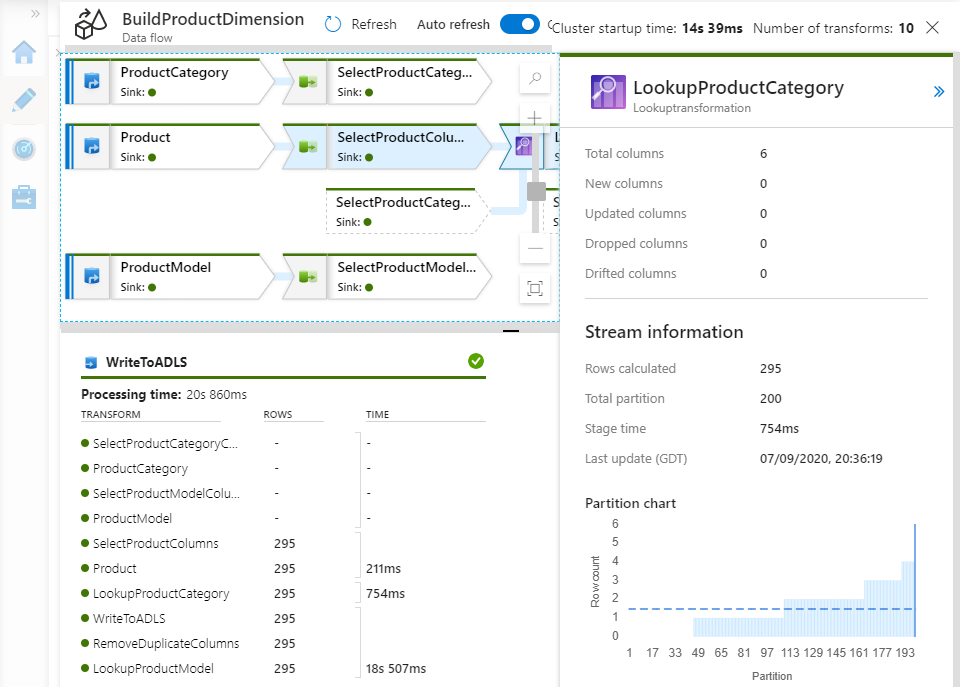 BuildProductDimension
Data flow
Refresh
Auto refresh
Cluster startup time: 14s 39ms
Number of transforms: 10
ProductCategory
Sink:
SelectProductCateg...
Sink:
Product
Sink:
SelectProductColu...
Sink:
L
S
SelectProductCateg...
Sink:
S
S
ProductModel
Sink:
SelectProductModel...
Sink:
LookupProductCategory
Lookuptransformation
Total columns 6
New columns 0
Updated columns 0
Dropped columns 0
Drifted columns 0
Stream information
Rows calculated 295
Total partition 200
Stage time 754ms
Last update (GDT) 07/09/2020, 20:36:19
Partition chart
6
5
4
3
2
1
0
Row count
1 17 33 49 65 81 97 113 129 145 161 177 193
Partition
WriteToADLS
Processing time: 20s 860ms
TRANSFORM ROWS TIME
SelectProductCategoryC... - -
ProductCategory - -
SelectProductModelColu... - -
ProductModel - -
SelectProductColumns 295
Product 295 211ms
LookupProductCategory 295 754ms
WriteToADLS 295
RemoveDuplicateColumns 295
LookupProductModel 295 18s 507ms